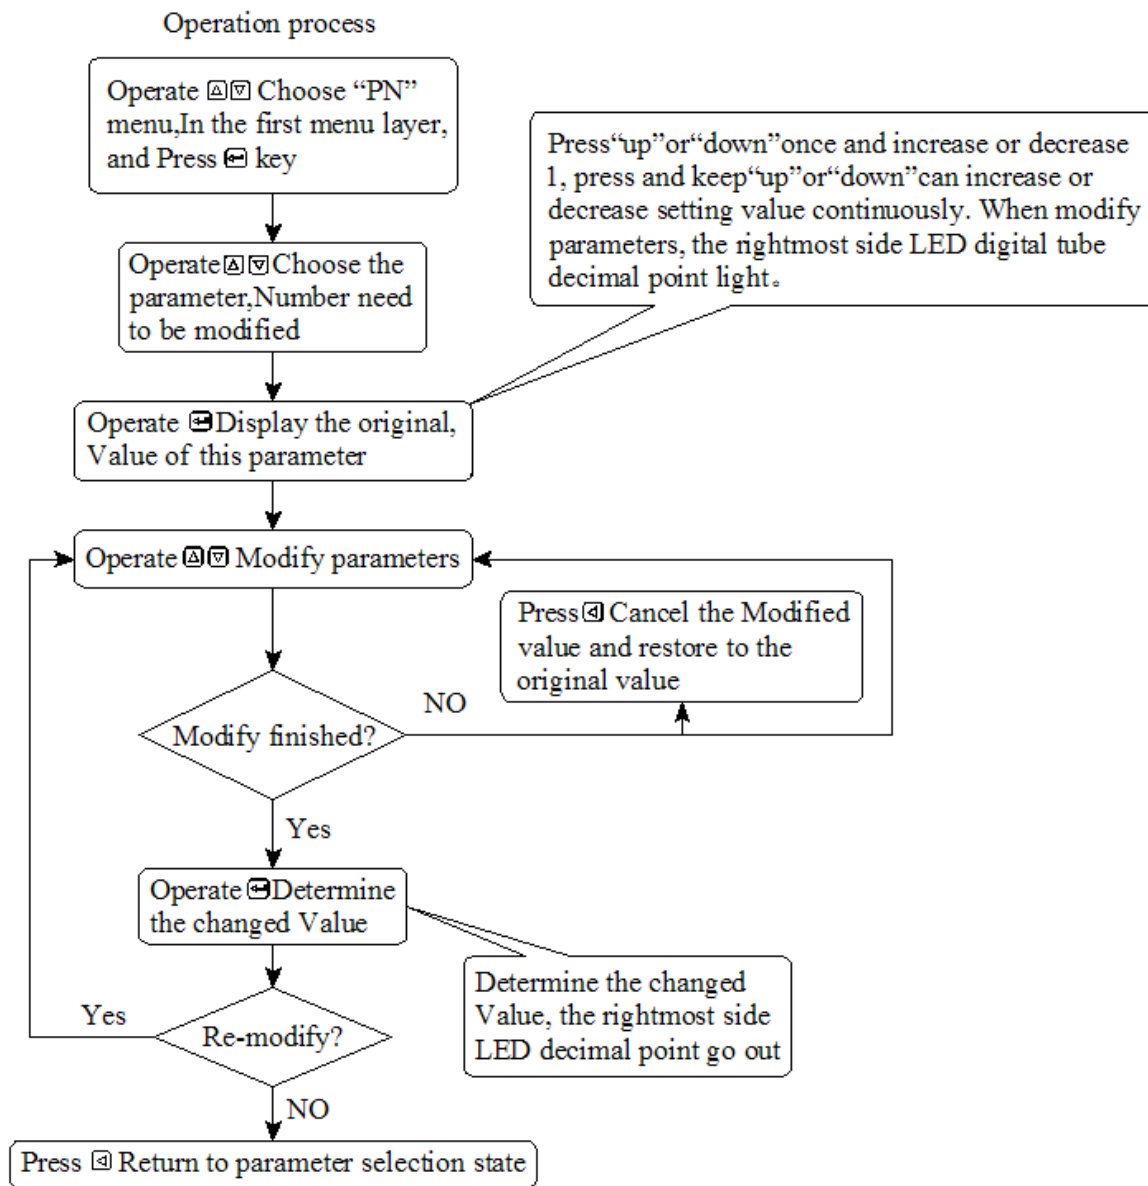 Operation process
Operate △▽ Choose “PN”
menu,In the first menu layer,
and Press ↵ key
Press“up”or“down”once and increase or decrease
1, press and keep“up”or“down”can increase or
decrease setting value continuously. When modify
parameters, the rightmost side LED digital tube
decimal point light。
Operate△▽Choose the
parameter,Number need
to be modified
Operate ↵Display the original,
Value of this parameter
Operate △▽ Modify parameters
Press◁ Cancel the Modified
value and restore to the
original value
NO
Modify finished?
Yes
Operate ↵Determine
the changed Value
Determine the changed
Value, the rightmost side
LED decimal point go out
Yes
Re-modify?
NO
Press ◁ Return to parameter selection state